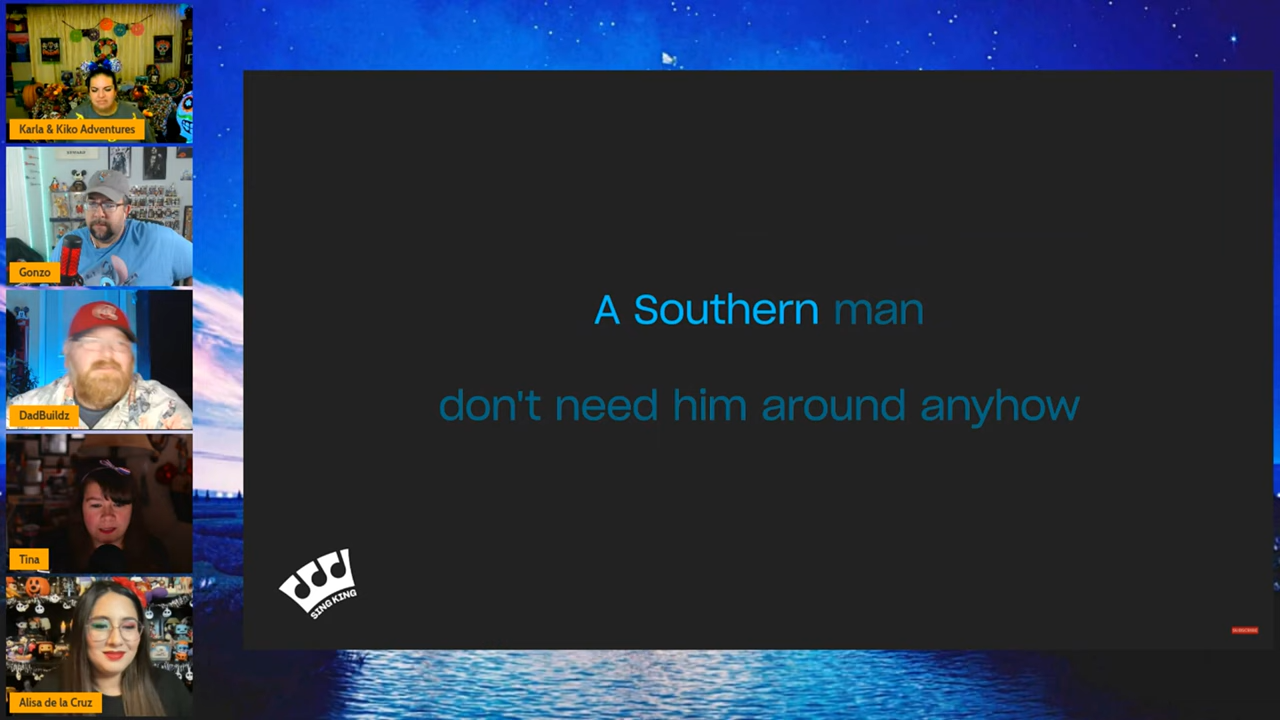 Karla & Kiko Adventures
Gonzo
DadBuildz
Tina
Alisa de la Cruz
A Southern man
don't need him around anyhow
SING KING
SUBSCRIBE